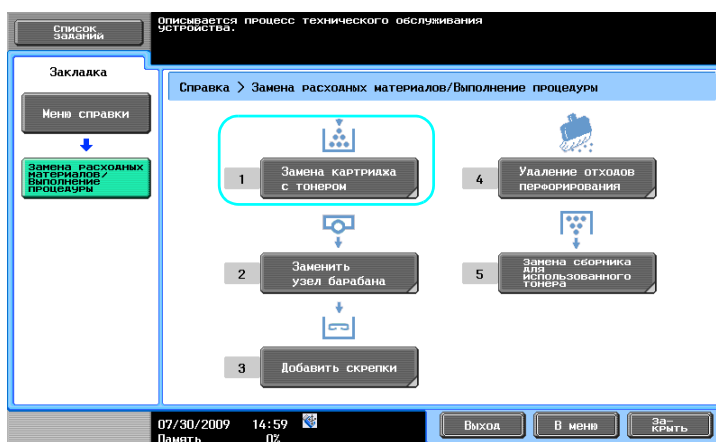 Список
заданий
Описывается процесс технического обслуживания
устройства.
Закладка
Меню справки
Замена расходных
материалов/
Выполнение
процедуры
Справка > Замена расходных материалов/Выполнение процедуры
1
Замена картриджа
с тонером
2
Заменить
узел барабана
3
Добавить скрепки
4
Удаление отходов
перфорирования
5
Замена сборника
для
использованного
тонера
07/30/2009 14:59
Память 0%
Выход
В меню
За-
крыть